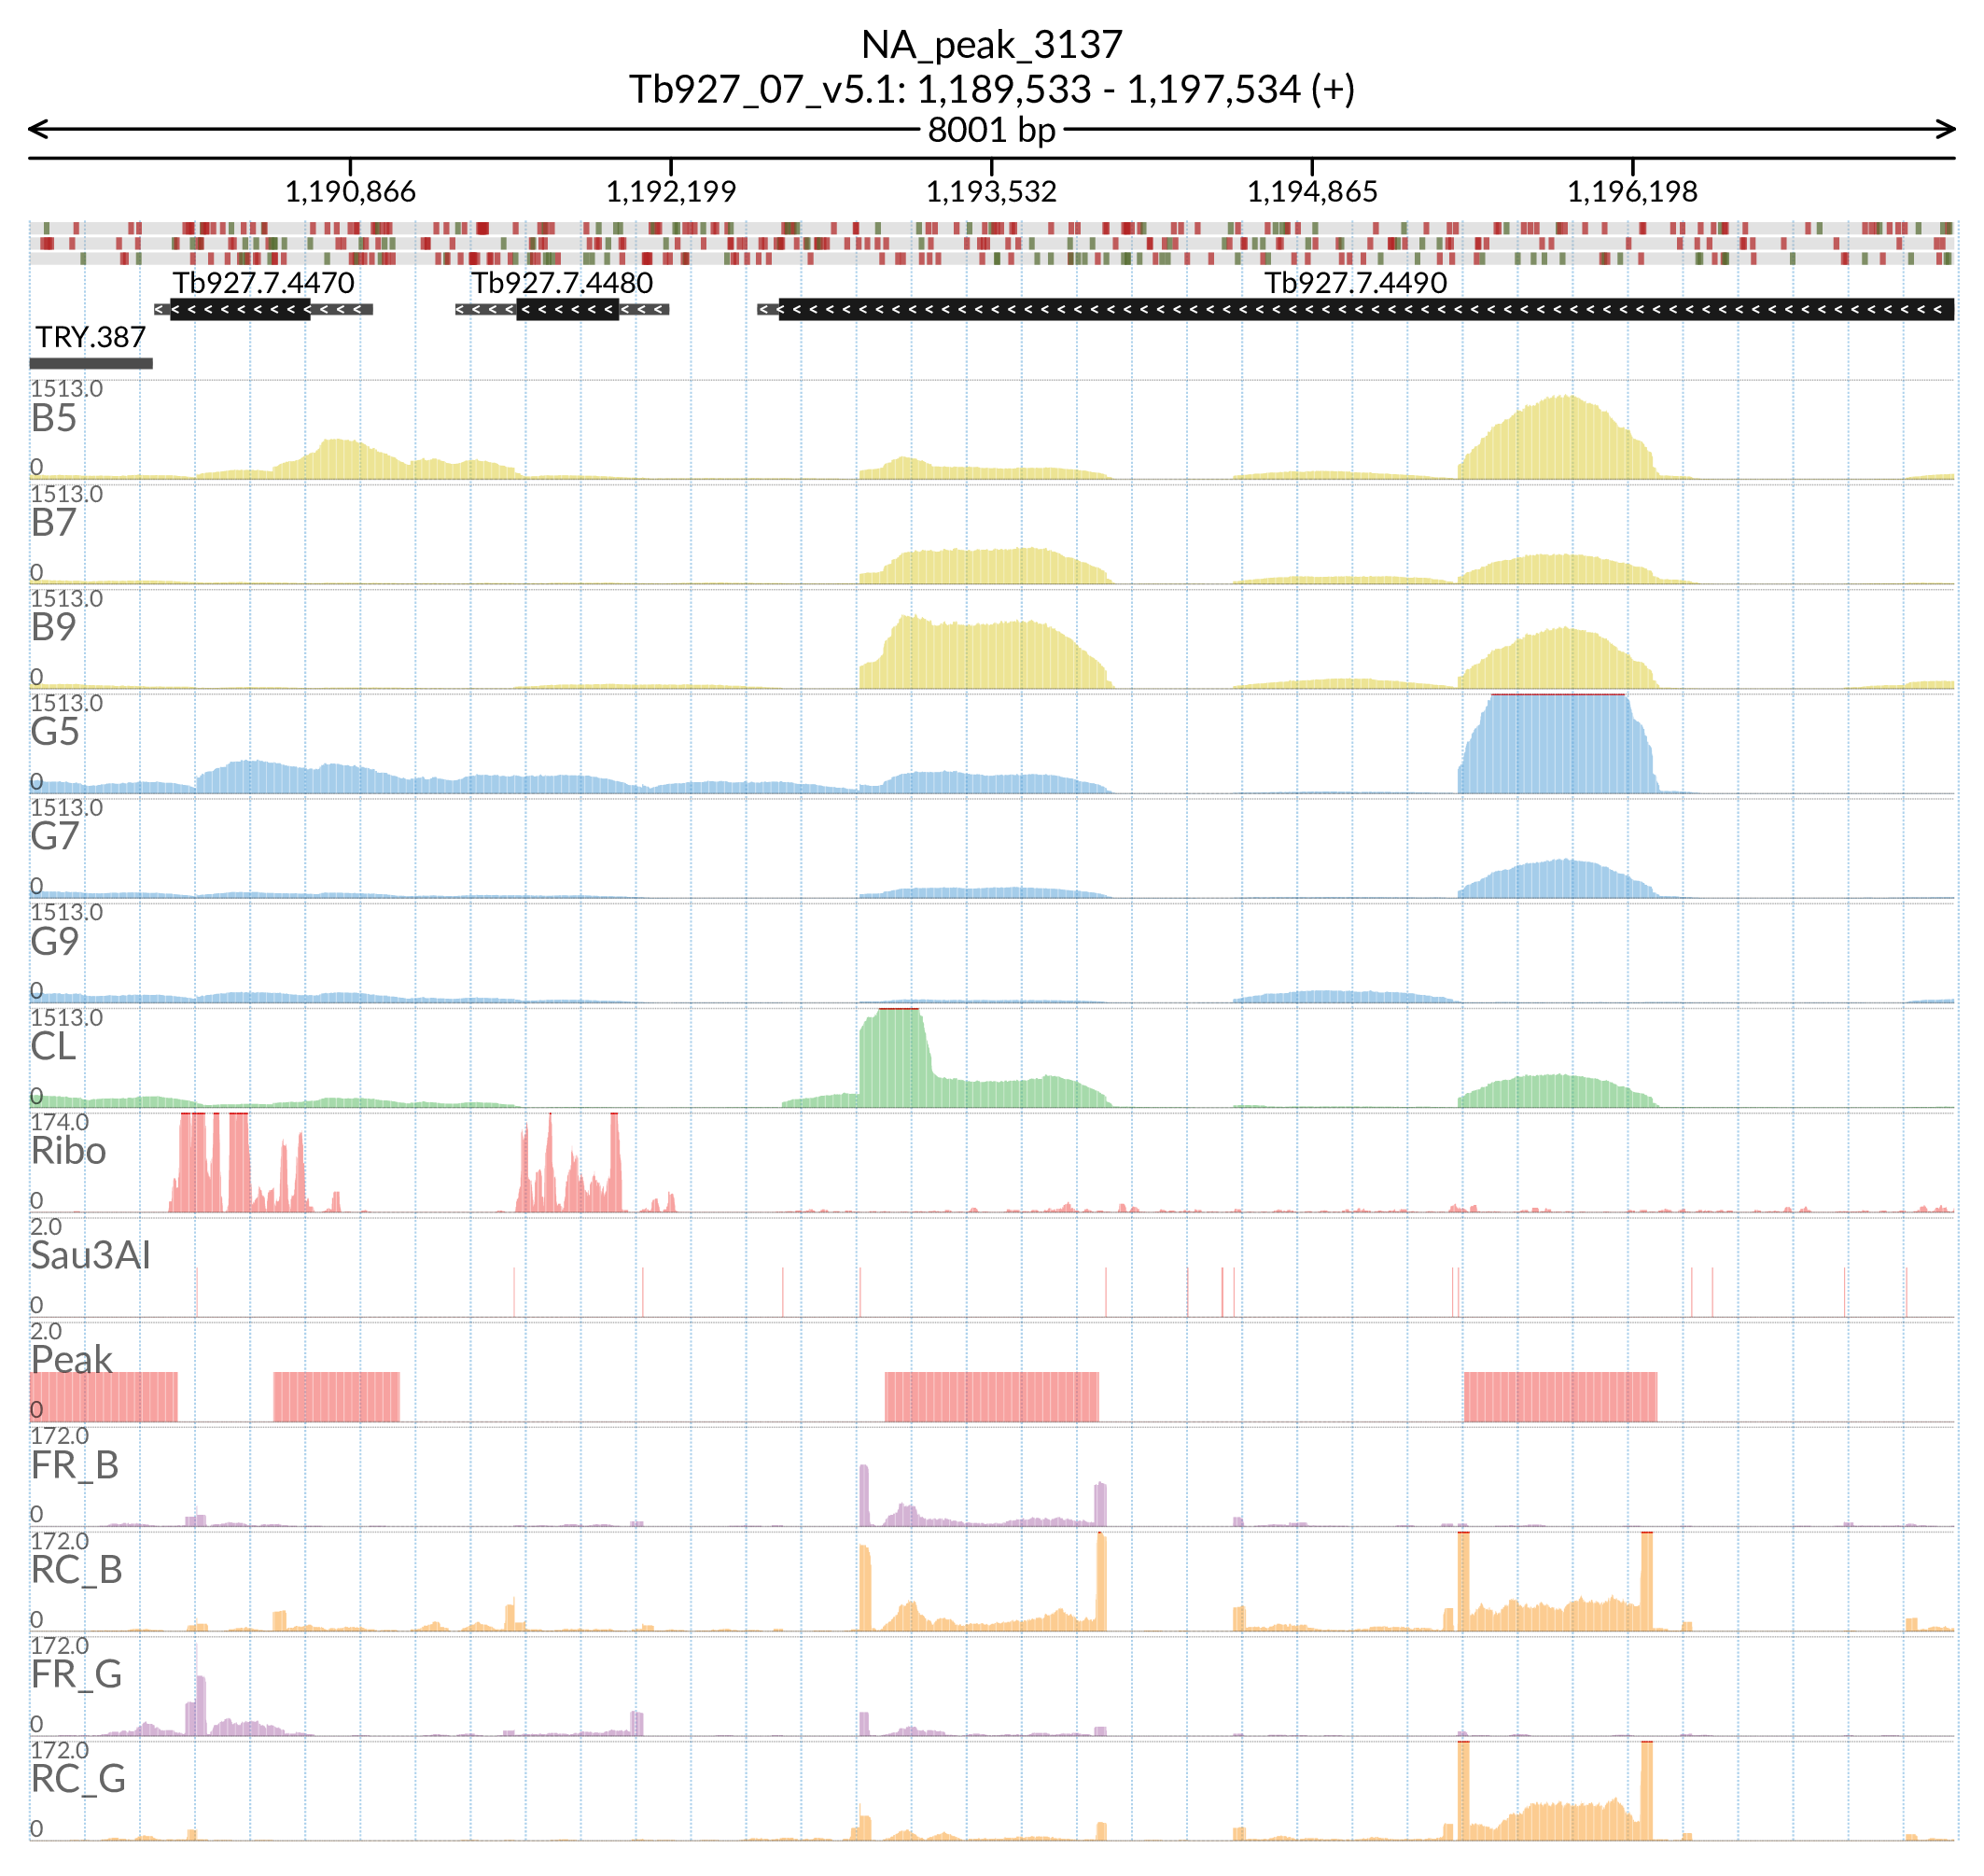 NA_peak_3137
Tb927_07_v5.1: 1,189,533 - 1,197,534 (+)
8001 bp
1,190,866 1,192,199 1,193,532 1,194,865 1,196,198
Tb927.7.4470 Tb927.7.4480 Tb927.7.4490
TRY.387
1513.0
B5
0
1513.0
B7
0
1513.0
B9
0
1513.0
G5
0
1513.0
G7
0
1513.0
G9
0
1513.0
CL
0
174.0
Ribo
0
2.0
Sau3AI
0
2.0
Peak
0
172.0
FR_B
0
172.0
RC_B
0
172.0
FR_G
0
172.0
RC_G
0